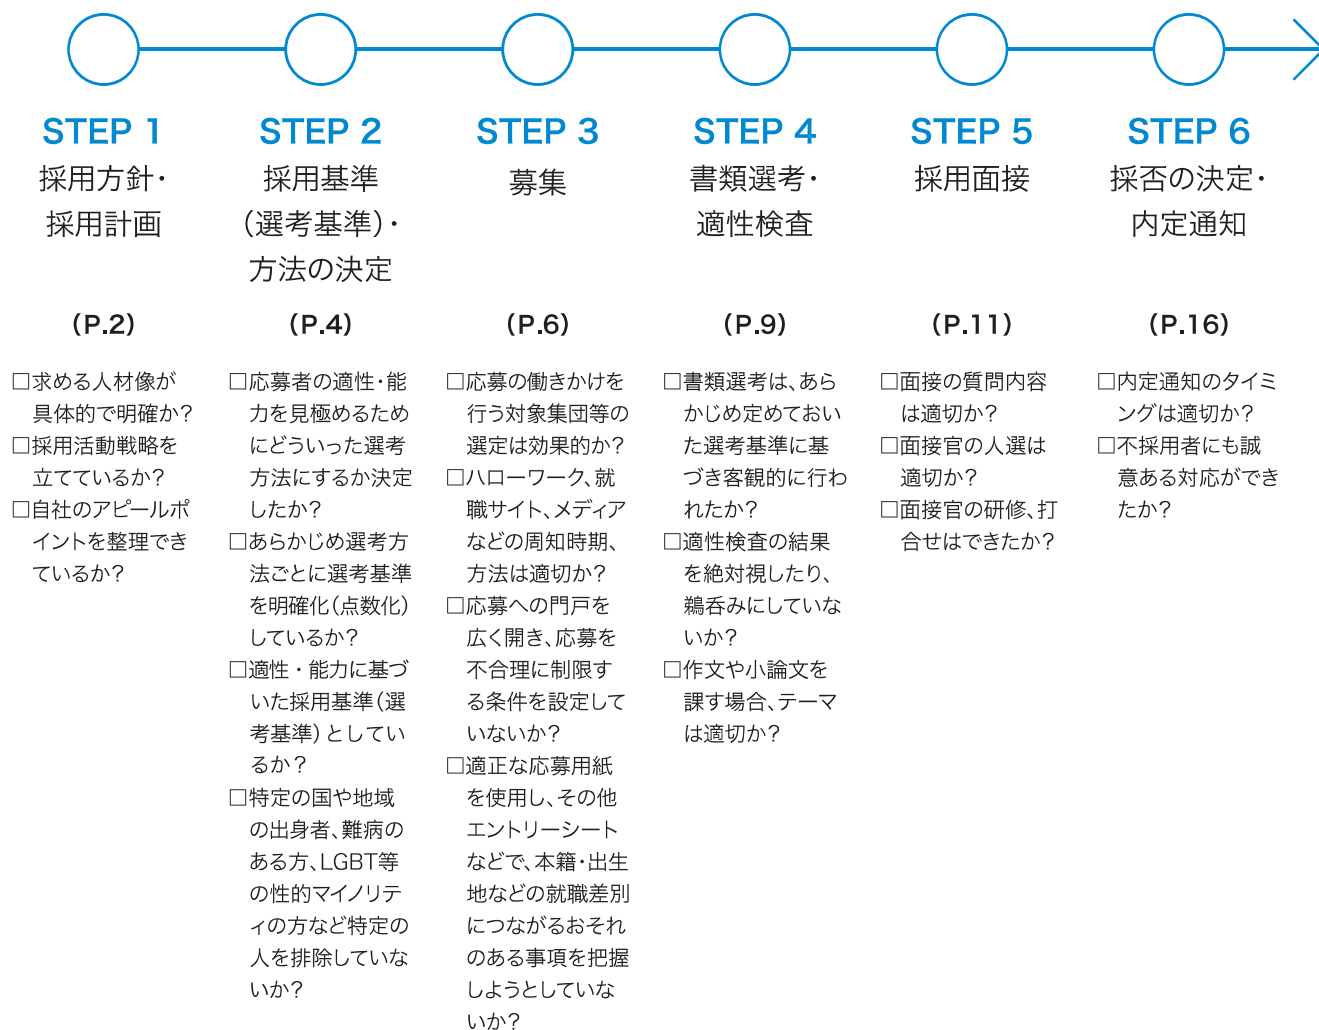 STEP 1
採用方針・
採用計画
(P.2)
□求める人材像が
具体的で明確か?
□採用活動戦略を
立てているか?
□自社のアピールポ
イントを整理でき
ているか?
STEP 2
採用基準
(選考基準)・
方法の決定
(P.4)
□応募者の適性・能
力を見極めるため
にどういった選考
方法にするか決定
したか?
□あらかじめ選考方
法ごとに選考基準
を明確化(点数化)
しているか?
□適性・能力に基づ
いた採用基準(選
考基準)としてい
るか?
□特定の国や地域
の出身者、難病の
ある方、LGBT等
の性的マイノリテ
ィの方など特定の
人を排除していな
いか?
STEP 3
募集
(P.6)
□応募の働きかけを
行う対象集団等の
選定は効果的か?
□ハローワーク、就
職サイト、メディア
などの周知時期、
方法は適切か?
□応募への門戸を
広く開き、応募を
不合理に制限す
る条件を設定して
いないか?
□適正な応募用紙
を使用し、その他
エントリーシート
などで、本籍・出生
地などの就職差別
につながるおそれ
のある事項を把握
しようとしていな
いか?
STEP 4
書類選考・
適性検査
(P.9)
□書類選考は、あら
かじめ定めておい
た選考基準に基
づき客観的に行わ
れたか?
□適性検査の結果
を絶対視したり、
鵜呑みにしていな
いか?
□作文や小論文を
課す場合、テーマ
は適切か?
STEP 5
採用面接
(P.11)
□面接の質問内容
は適切か?
□面接官の人選は
適切か?
□面接官の研修、打
合せはできたか?
STEP 6
採否の決定・
内定通知
(P.16)
□内定通知のタイミ
ングは適切か?
□不採用者にも誠
意ある対応ができ
たか?